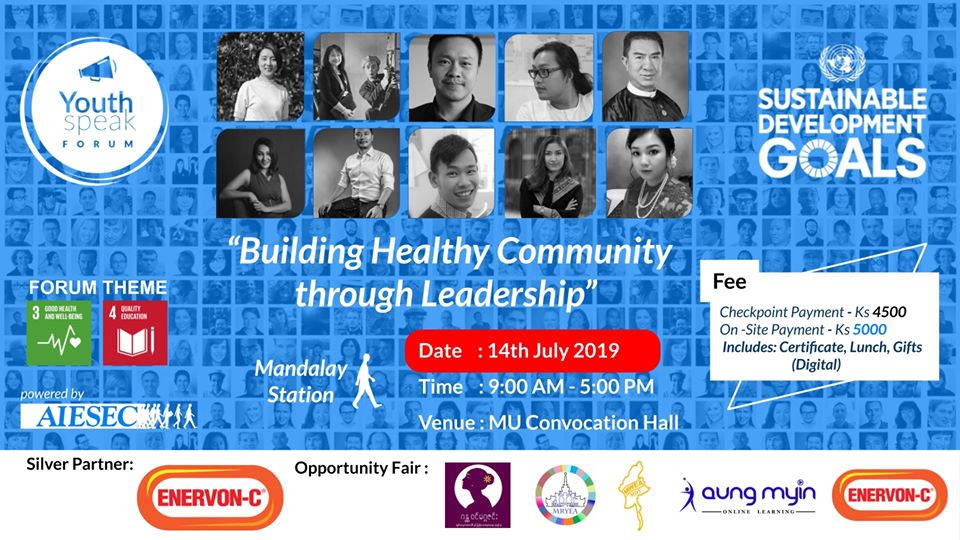 Youth
speak
FORUM
SUSTAINABLE
DEVELOPMENT
GOALS
“Building Healthy Community
through Leadership”
FORUM THEME
3 GOOD HEALTH
AND WELL-BEING
4 QUALITY
EDUCATION
powered by
AIESEC
Mandalay
Station
Date : 14th July 2019
Time : 9:00 AM - 5:00 PM
Venue : MU Convocation Hall
Fee
Checkpoint Payment - Ks 4500
On -Site Payment - Ks 5000
Includes: Certificate, Lunch, Gifts
(Digital)
Silver Partner:
ENERVON-C®
Opportunity Fair :
MRYEA
aung myin
ONLINE LEARNING
ENERVON-C®